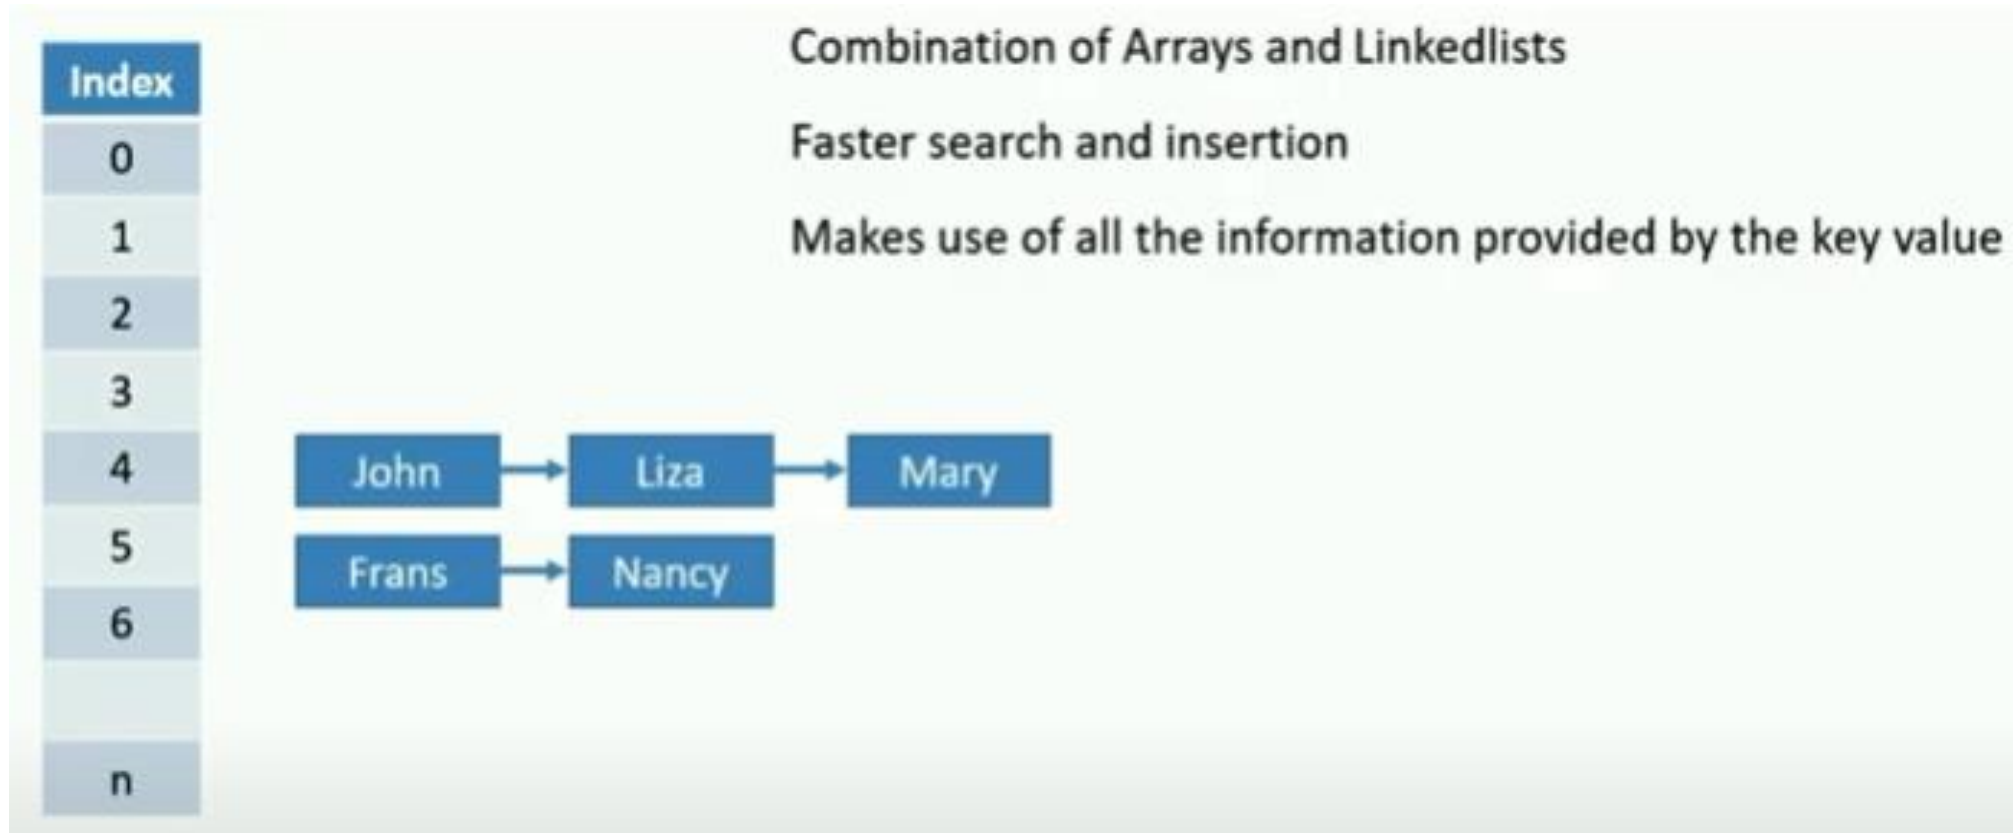 Combination of Arrays and Linkedlists
Faster search and insertion
Makes use of all the information provided by the key value
Index
0
1
2
3
4
John Liza Mary
5
Frans Nancy
6
n